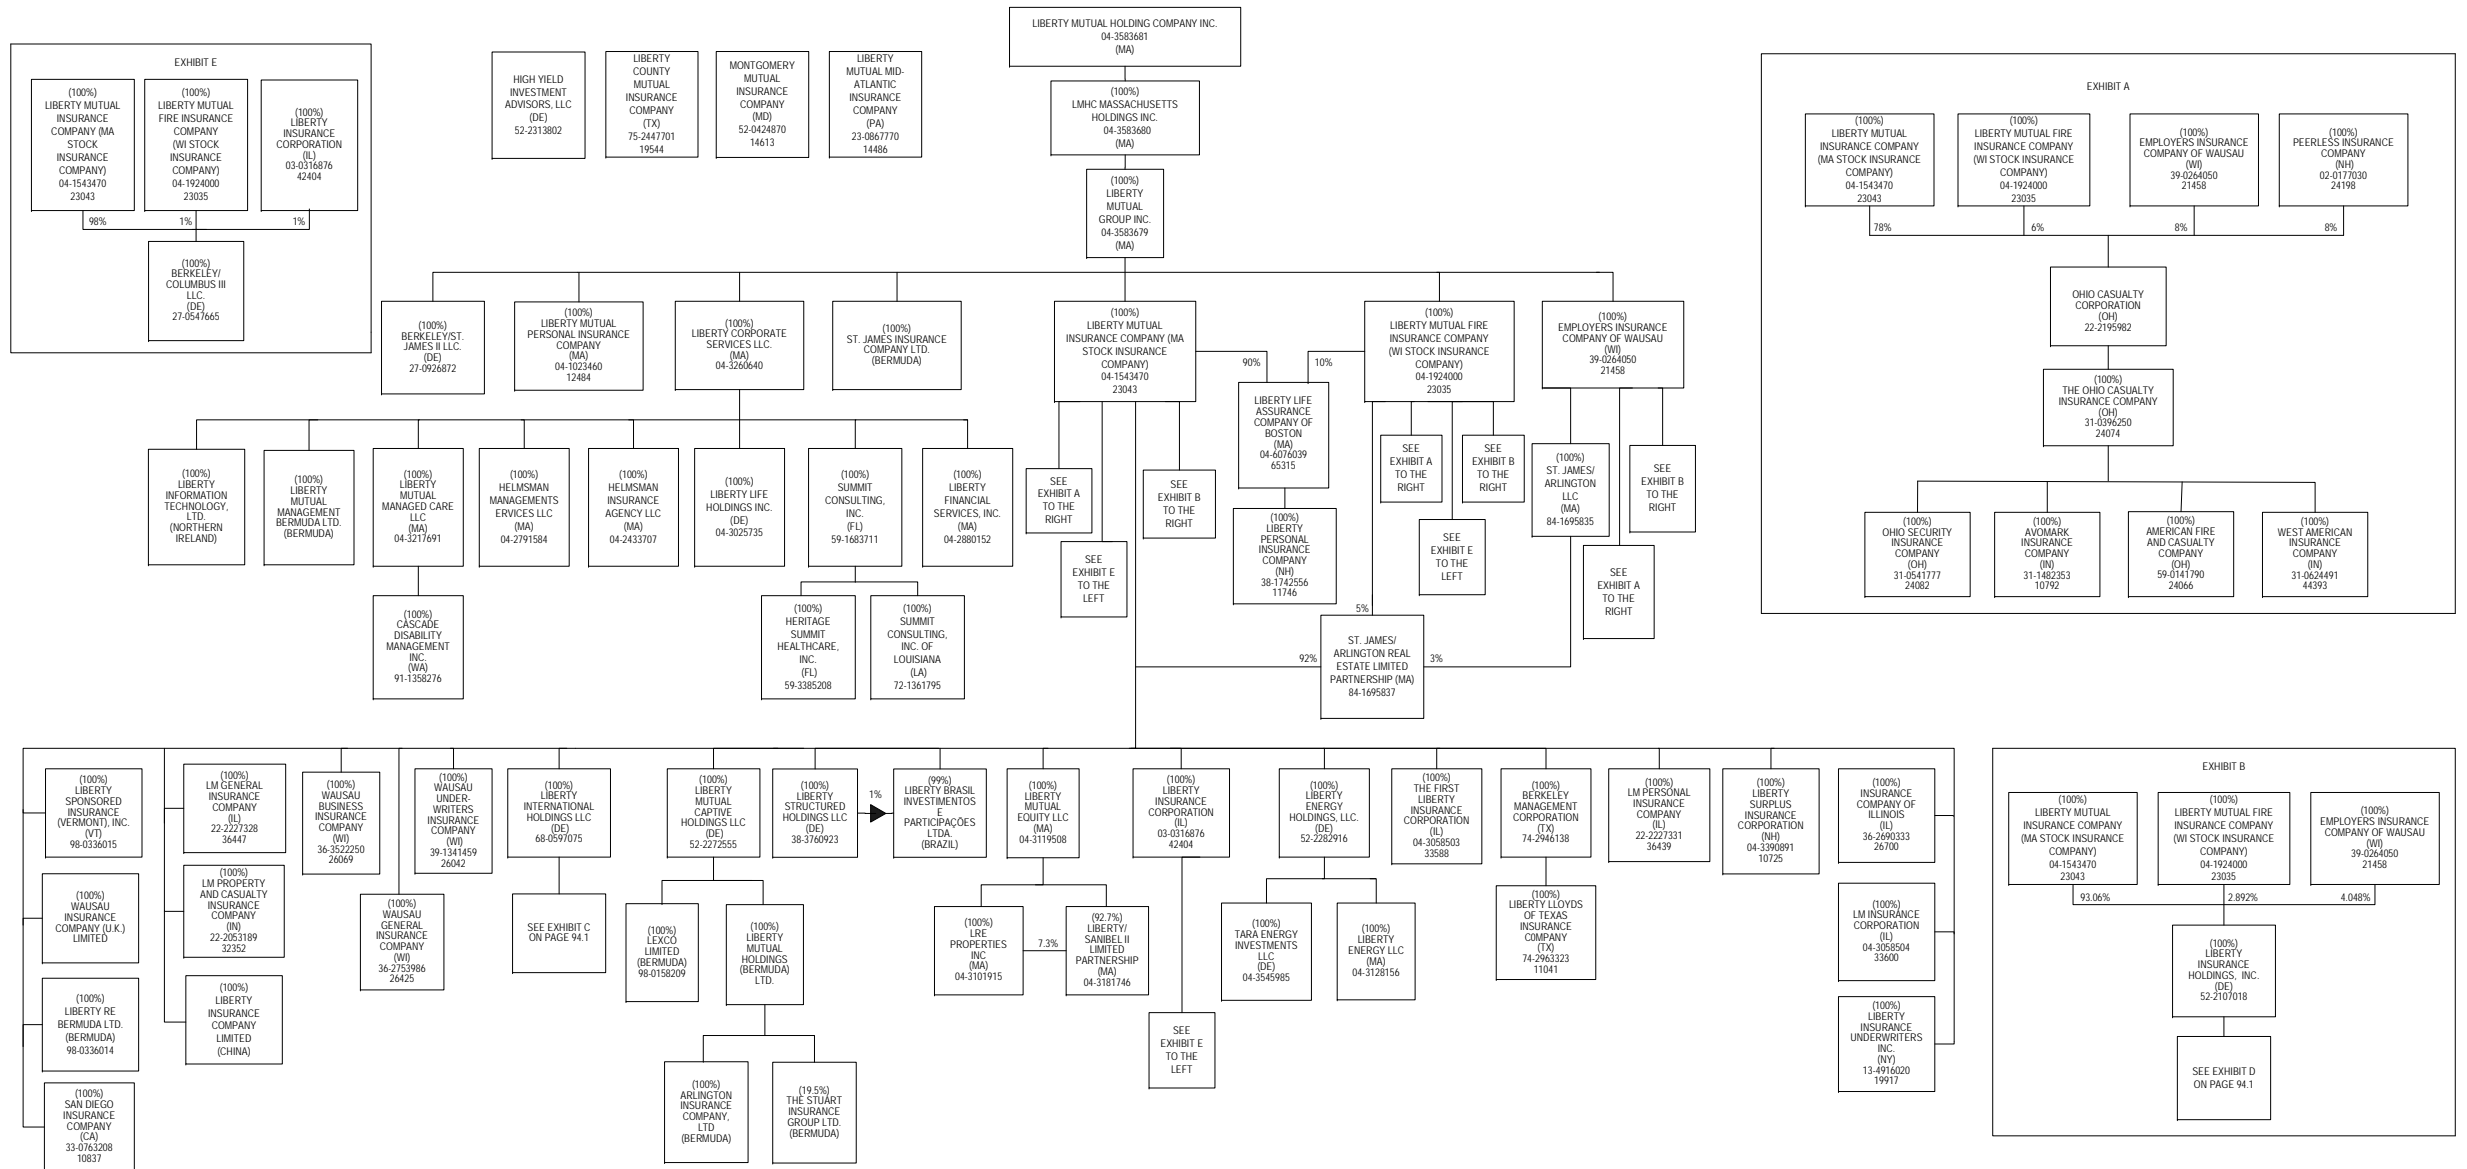 LIBERTY MUTUAL HOLDING COMPANY INC.
04-3583681
(MA)
EXHIBIT E
(100%)
LIBERTY MUTUAL
INSURANCE
COMPANY (MA
STOCK
INSURANCE
COMPANY)
04-1543470
23043
(100%)
LIBERTY MUTUAL
FIRE INSURANCE
COMPANY
(WI STOCK
INSURANCE
COMPANY)
04-1924000
23035
(100%)
LIBERTY
INSURANCE
CORPORATION
(IL)
03-0316876
42404
98%
1%
1%
(100%)
BERKELEY/
COLUMBUS III
LLC.
(DE)
27-0547665
HIGH YIELD
INVESTMENT
ADVISORS, LLC
(DE)
52-2313802
LIBERTY
COUNTY
MUTUAL
INSURANCE
COMPANY
(TX)
75-2447701
19544
MONTGOMERY
MUTUAL
INSURANCE
COMPANY
(MD)
52-0424870
14613
LIBERTY
MUTUAL MID-
ATLANTIC
INSURANCE
COMPANY
(PA)
23-0867770
14486
(100%)
LMHC MASSACHUSETTS
HOLDINGS INC.
04-3583680
(MA)
(100%)
LIBERTY
MUTUAL
GROUP INC.
04-3583679
(MA)
EXHIBIT A
(100%)
LIBERTY MUTUAL
INSURANCE COMPANY
(MA STOCK INSURANCE
COMPANY)
04-1543470
23043
(100%)
LIBERTY MUTUAL FIRE
INSURANCE COMPANY
(WI STOCK INSURANCE
COMPANY)
04-1924000
23035
(100%)
EMPLOYERS INSURANCE
COMPANY OF WAUSAU
(WI)
39-0264050
21458
(100%)
PEERLESS INSURANCE
COMPANY
(NH)
02-0177030
24198
78%
6%
8%
8%
OHIO CASUALTY
CORPORATION
(OH)
22-2195982
(100%)
THE OHIO CASUALTY
INSURANCE COMPANY
(OH)
31-0396250
24074
(100%)
OHIO SECURITY
INSURANCE
COMPANY
(OH)
31-0541777
24082
(100%)
AVOMARK
INSURANCE
COMPANY
(IN)
31-1482353
10792
(100%)
AMERICAN FIRE
AND CASUALTY
COMPANY
(OH)
59-0141790
24066
(100%)
WEST AMERICAN
INSURANCE
COMPANY
(IN)
31-0624491
44393
(100%)
BERKELEY/ST.
JAMES II LLC.
(DE)
27-0926872
(100%)
LIBERTY MUTUAL
PERSONAL INSURANCE
COMPANY
(MA)
04-1023460
12484
(100%)
LIBERTY CORPORATE
SERVICES LLC.
(MA)
04-3260640
(100%)
ST. JAMES INSURANCE
COMPANY LTD.
(BERMUDA)
(100%)
LIBERTY MUTUAL
INSURANCE COMPANY (MA
STOCK INSURANCE
COMPANY)
04-1543470
23043
90%
10%
(100%)
LIBERTY MUTUAL FIRE
INSURANCE COMPANY
(WI STOCK INSURANCE
COMPANY)
04-1924000
23035
(100%)
EMPLOYERS INSURANCE
COMPANY OF WAUSAU
(WI)
39-0264050
21458
LIBERTY LIFE
ASSURANCE
COMPANY OF
BOSTON
(MA)
04-6076039
65315
(100%)
LIBERTY
INFORMATION
TECHNOLOGY,
LTD.
(NORTHERN
IRELAND)
(100%)
LIBERTY
MUTUAL
MANAGEMENT
BERMUDA LTD.
(BERMUDA)
(100%)
LIBERTY
MUTUAL
MANAGED CARE
LLC
(MA)
04-3217691
(100%)
HELMSMAN
MANAGEMENTS
ERVICES LLC
(MA)
04-2791584
(100%)
HELMSMAN
INSURANCE
AGENCY LLC
(MA)
04-2433707
(100%)
LIBERTY LIFE
HOLDINGS INC.
(DE)
04-3025735
(100%)
SUMMIT
CONSULTING,
INC.
(FL)
59-1683711
(100%)
LIBERTY
FINANCIAL
SERVICES, INC.
(MA)
04-2880152
SEE
EXHIBIT A
TO THE
RIGHT
SEE
EXHIBIT E
TO THE
LEFT
SEE
EXHIBIT B
TO THE
RIGHT
(100%)
LIBERTY
PERSONAL
INSURANCE
COMPANY
(NH)
38-1742556
11746
SEE
EXHIBIT A
TO THE
RIGHT
SEE
EXHIBIT E
TO THE
LEFT
SEE
EXHIBIT B
TO THE
RIGHT
(100%)
ST. JAMES/
ARLINGTON
LLC
(MA)
84-1695835
SEE
EXHIBIT A
TO THE
RIGHT
SEE
EXHIBIT B
TO THE
RIGHT
(100%)
CASCADE
DISABILITY
MANAGEMENT
INC.
(WA)
91-1358276
(100%)
HERITAGE
SUMMIT
HEALTHCARE,
INC.
(FL)
59-3385208
(100%)
SUMMIT
CONSULTING,
INC. OF
LOUISIANA
(LA)
72-1361795
5%
92%
3%
ST. JAMES/
ARLINGTON REAL
ESTATE LIMITED
PARTNERSHIP (MA)
84-1695837
(100%)
LIBERTY
SPONSORED
INSURANCE
(VERMONT), INC.
(VT)
98-0336015
(100%)
WAUSAU
INSURANCE
COMPANY (U.K.)
LIMITED
(100%)
LIBERTY RE
BERMUDA LTD.
(BERMUDA)
98-0336014
(100%)
SAN DIEGO
INSURANCE
COMPANY
(CA)
33-0763208
10837
(100%)
LM GENERAL
INSURANCE
COMPANY
(IL)
22-2227328
36447
(100%)
LM PROPERTY
AND CASUALTY
INSURANCE
COMPANY
(IN)
22-2053189
32352
(100%)
LIBERTY
INSURANCE
COMPANY
LIMITED
(CHINA)
(100%)
WAUSAU
BUSINESS
INSURANCE
COMPANY
(WI)
36-3522250
26069
(100%)
WAUSAU
GENERAL
INSURANCE
COMPANY
(WI)
36-2753986
26425
(100%)
WAUSAU
UNDER-
WRITERS
INSURANCE
COMPANY
(WI)
39-1341459
26042
(100%)
LIBERTY
INTERNATIONAL
HOLDINGS LLC
(DE)
68-0597075
SEE EXHIBIT C
ON PAGE 94.1
(100%)
LIBERTY
MUTUAL
CAPTIVE
HOLDINGS LLC
(DE)
52-2272555
(100%)
LEXCO
LIMITED
(BERMUDA)
98-0158209
(100%)
LIBERTY
MUTUAL
HOLDINGS
(BERMUDA)
LTD.
(100%)
ARLINGTON
INSURANCE
COMPANY,
LTD
(BERMUDA)
(19.5%)
THE STUART
INSURANCE
GROUP LTD.
(BERMUDA)
(100%)
LIBERTY
STRUCTURED
HOLDINGS LLC
(DE)
38-3760923
1%
(99%)
LIBERTY BRASIL
INVESTIMENTOS
E
PARTICIPAÇÕES
LTDA.
(BRAZIL)
(100%)
LIBERTY
MUTUAL
EQUITY LLC
(MA)
04-3119508
(100%)
LRE
PROPERTIES
INC
(MA)
04-3101915
7.3%
(92.7%)
LIBERTY/
SANIBEL II
LIMITED
PARTNERSHIP
(MA)
04-3181746
(100%)
LIBERTY
INSURANCE
CORPORATION
(IL)
03-0316876
42404
SEE
EXHIBIT E
TO THE
LEFT
(100%)
LIBERTY
ENERGY
HOLDINGS, LLC.
(DE)
52-2282916
(100%)
TARA ENERGY
INVESTMENTS
LLC
(DE)
04-3545985
(100%)
LIBERTY
ENERGY LLC
(MA)
04-3128156
(100%)
THE FIRST
LIBERTY
INSURANCE
CORPORATION
(IL)
04-3058503
33588
(100%)
BERKELEY
MANAGEMENT
CORPORATION
(TX)
74-2946138
(100%)
LIBERTY LLOYDS
OF TEXAS
INSURANCE
COMPANY
(TX)
74-2963323
11041
(100%)
LM PERSONAL
INSURANCE
COMPANY
(IL)
22-2227331
36439
(100%)
LIBERTY
SURPLUS
INSURANCE
CORPORATION
(NH)
04-3390891
10725
(100%)
INSURANCE
COMPANY OF
ILLINOIS
(IL)
36-2690333
26700
(100%)
LM INSURANCE
CORPORATION
(IL)
04-3058504
33600
(100%)
LIBERTY
INSURANCE
UNDERWRITERS
INC.
(NY)
13-4916020
19917
EXHIBIT B
(100%)
LIBERTY MUTUAL
INSURANCE COMPANY
(MA STOCK INSURANCE
COMPANY)
04-1543470
23043
(100%)
LIBERTY MUTUAL FIRE
INSURANCE COMPANY
(WI STOCK INSURANCE
COMPANY)
04-1924000
23035
(100%)
EMPLOYERS INSURANCE
COMPANY OF WAUSAU
(WI)
39-0264050
21458
93.06%
2.892%
4.048%
(100%)
LIBERTY
INSURANCE
HOLDINGS, INC.
(DE)
52-2107018
SEE EXHIBIT D
ON PAGE 94.1